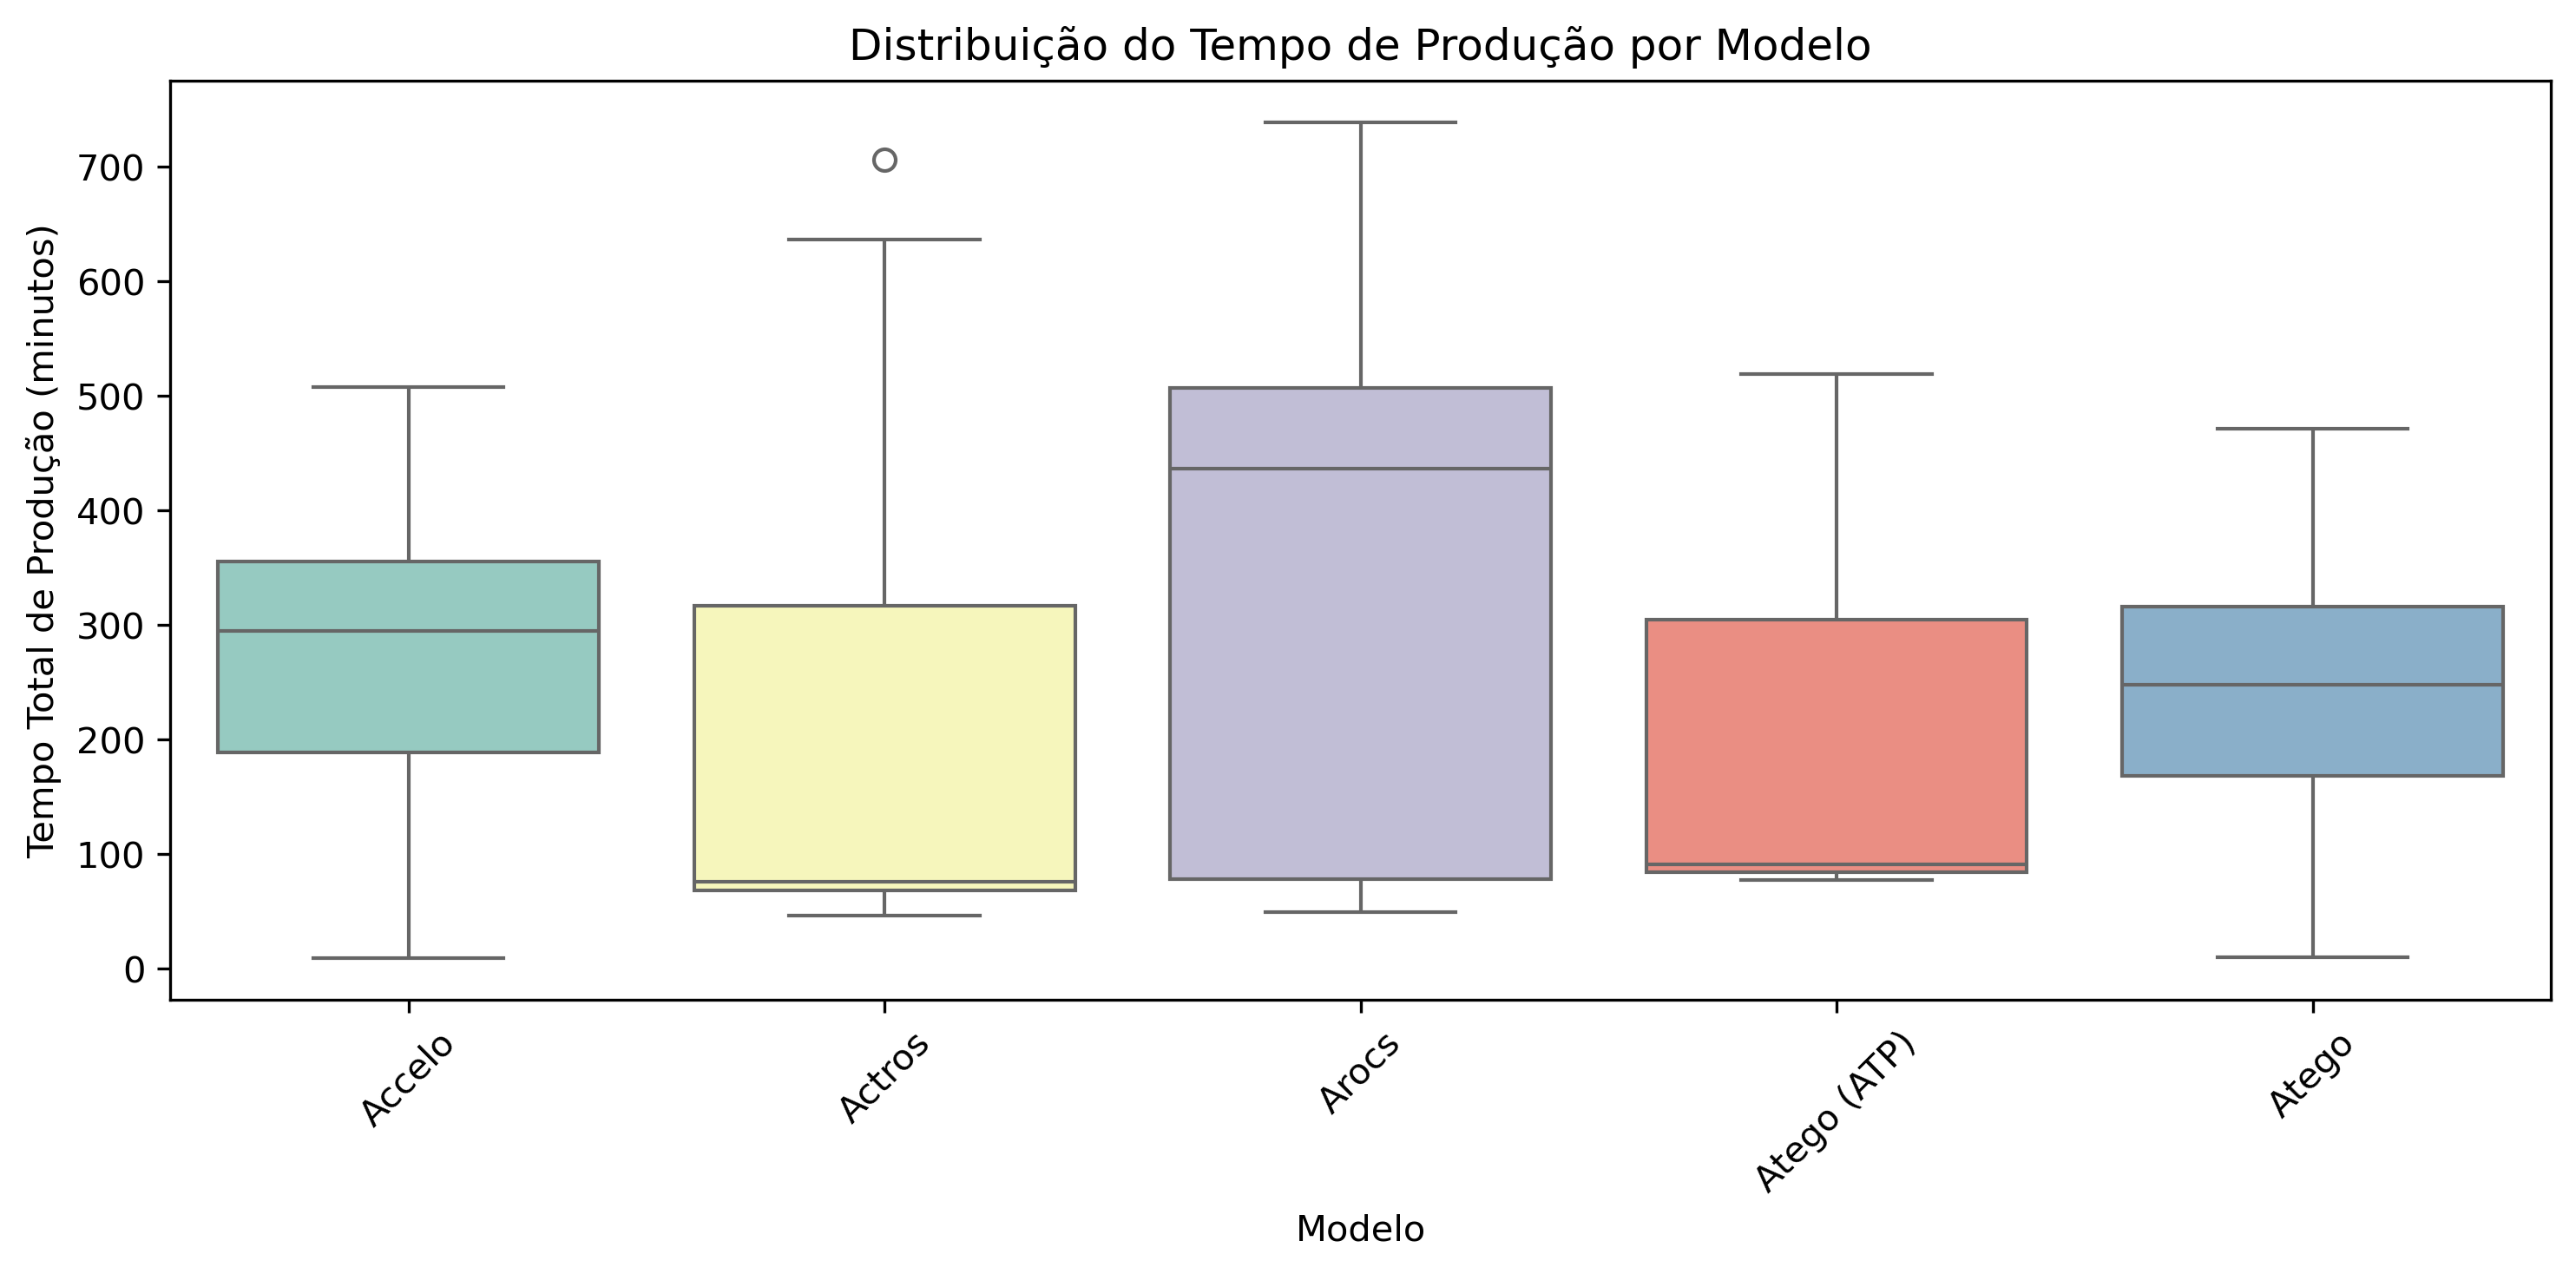 Distribuição do Tempo de Produção por Modelo
Tempo Total de Produção (minutos)
700
600
500
400
300
200
100
0
Accelo
Actros
Arocs
Atego (ATP)
Atego
Modelo